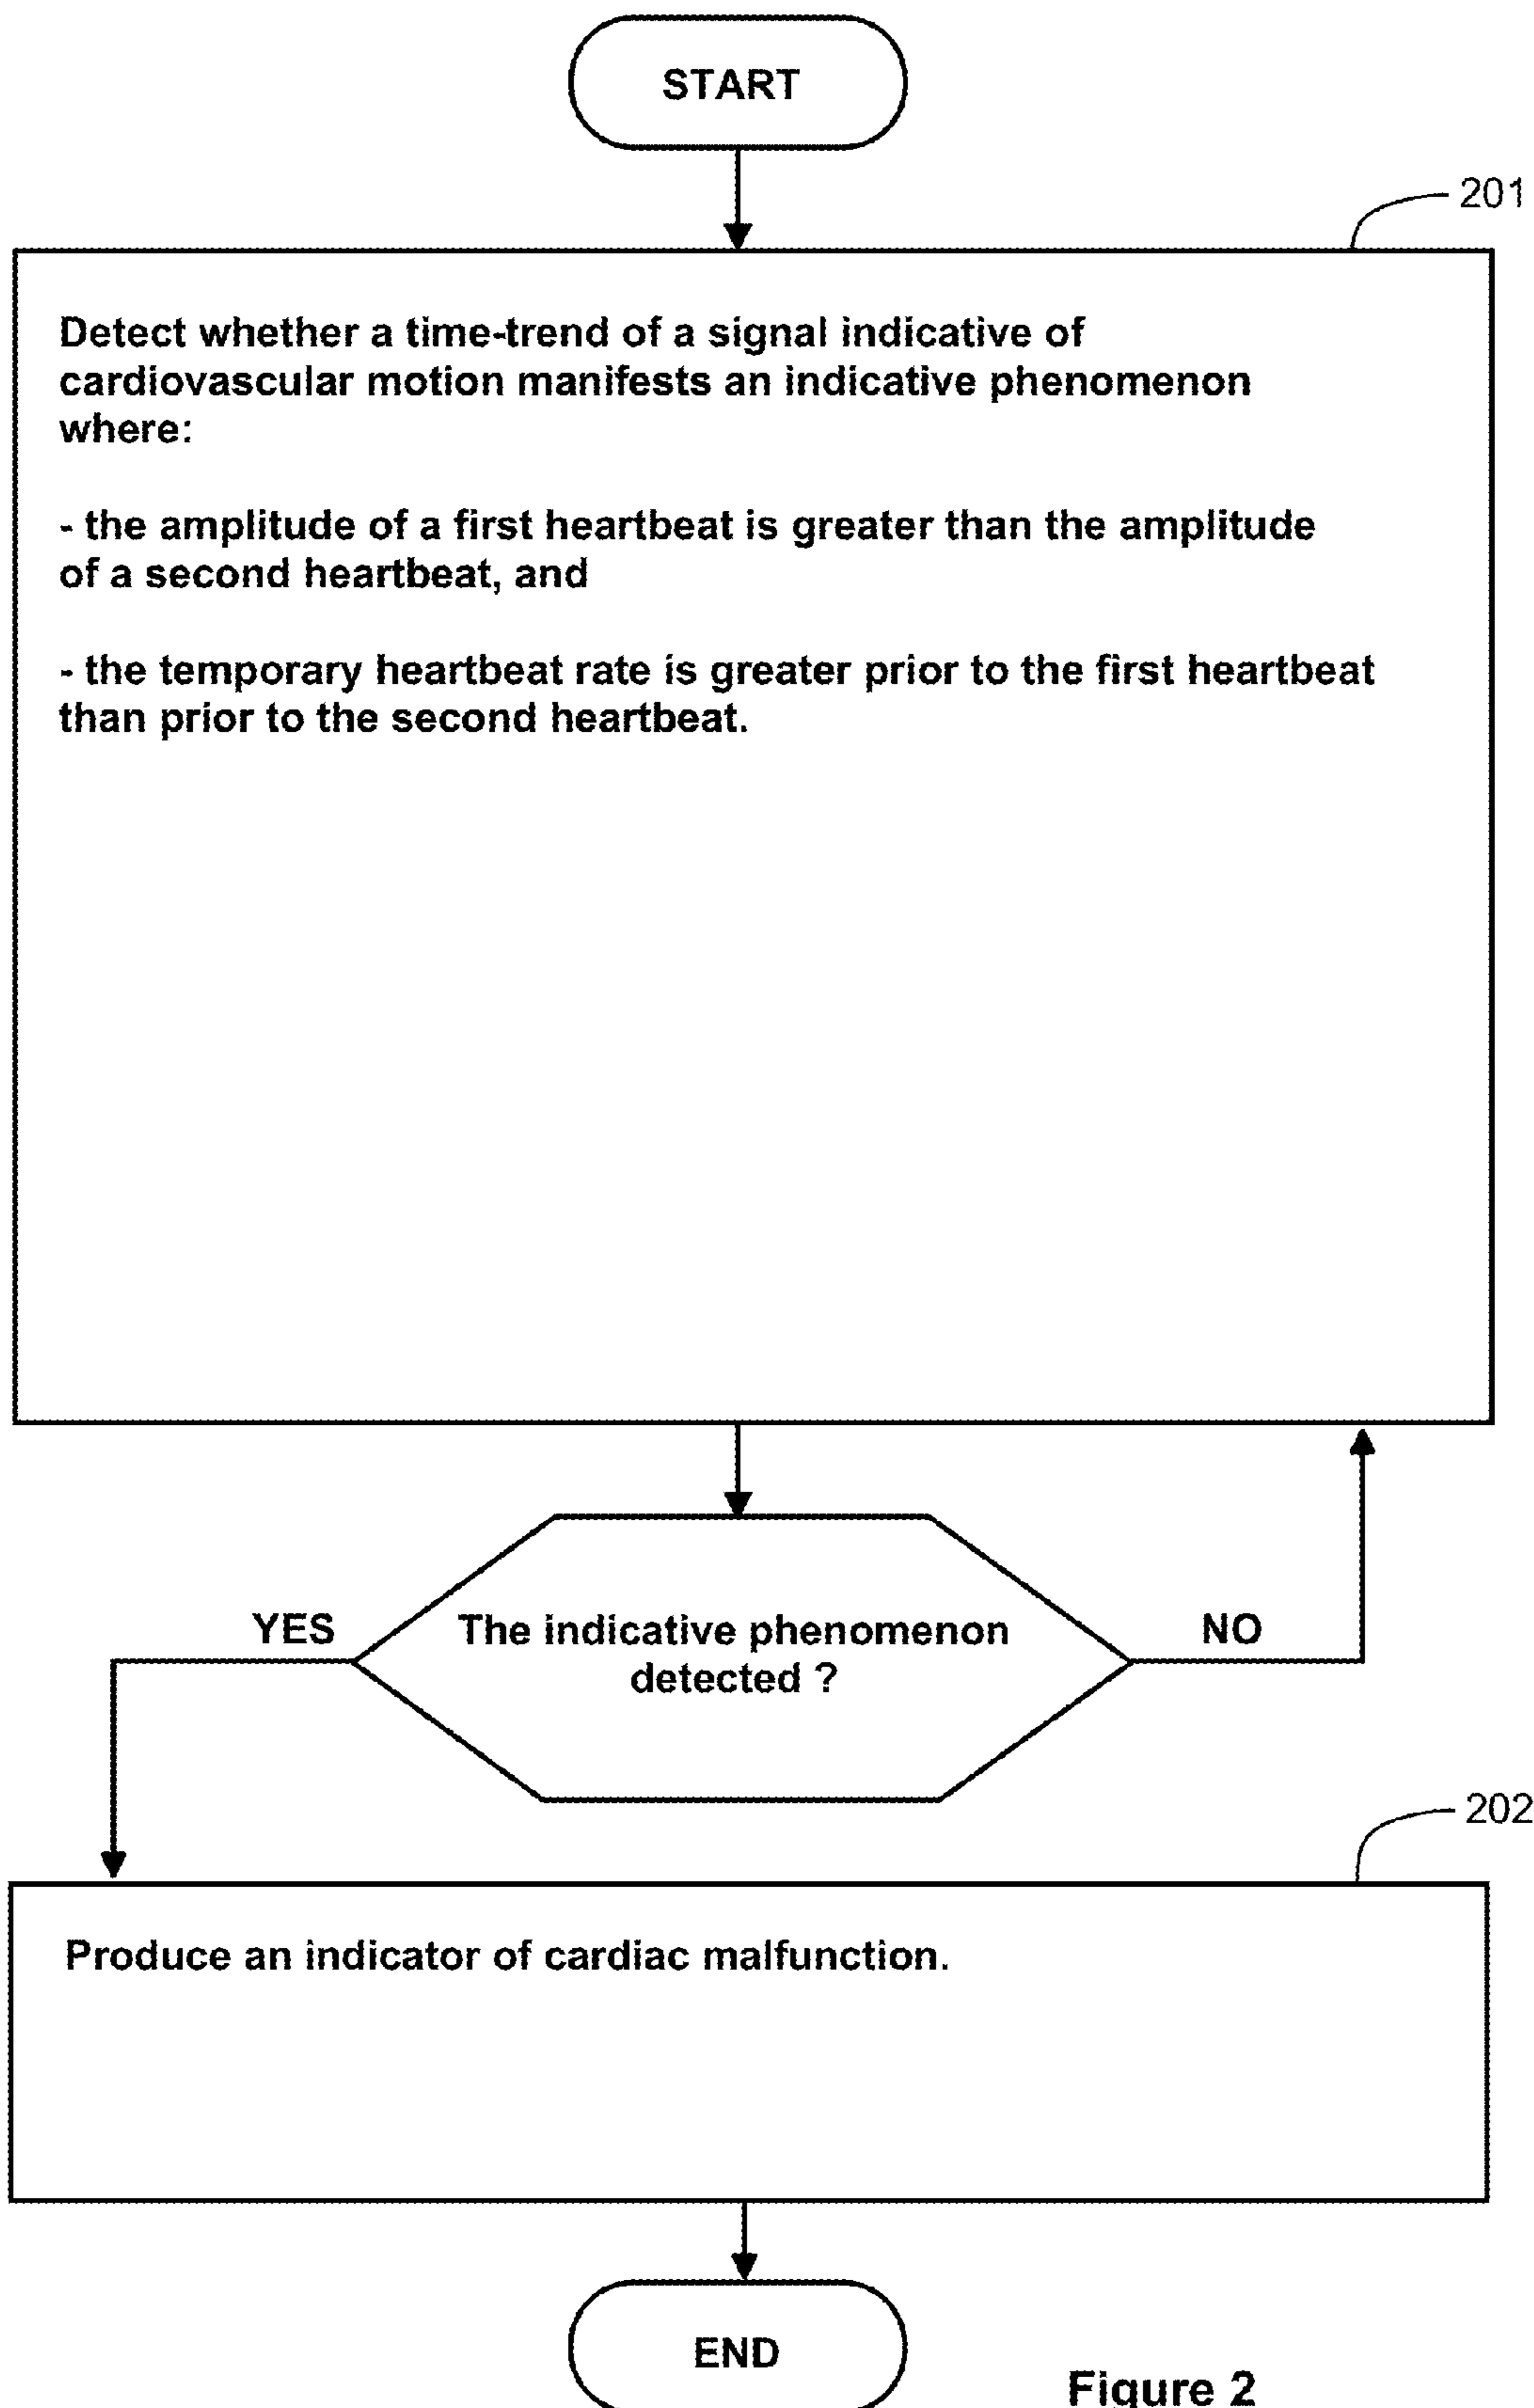 START
201
Detect whether a time-trend of a signal indicative of
cardiovascular motion manifests an indicative phenomenon
where:
- the amplitude of a first heartbeat is greater than the amplitude
of a second heartbeat, and
- the temporary heartbeat rate is greater prior to the first heartbeat
than prior to the second heartbeat.
YES
The indicative phenomenon
detected ?
NO
202
Produce an indicator of cardiac malfunction.
END
Figure 2